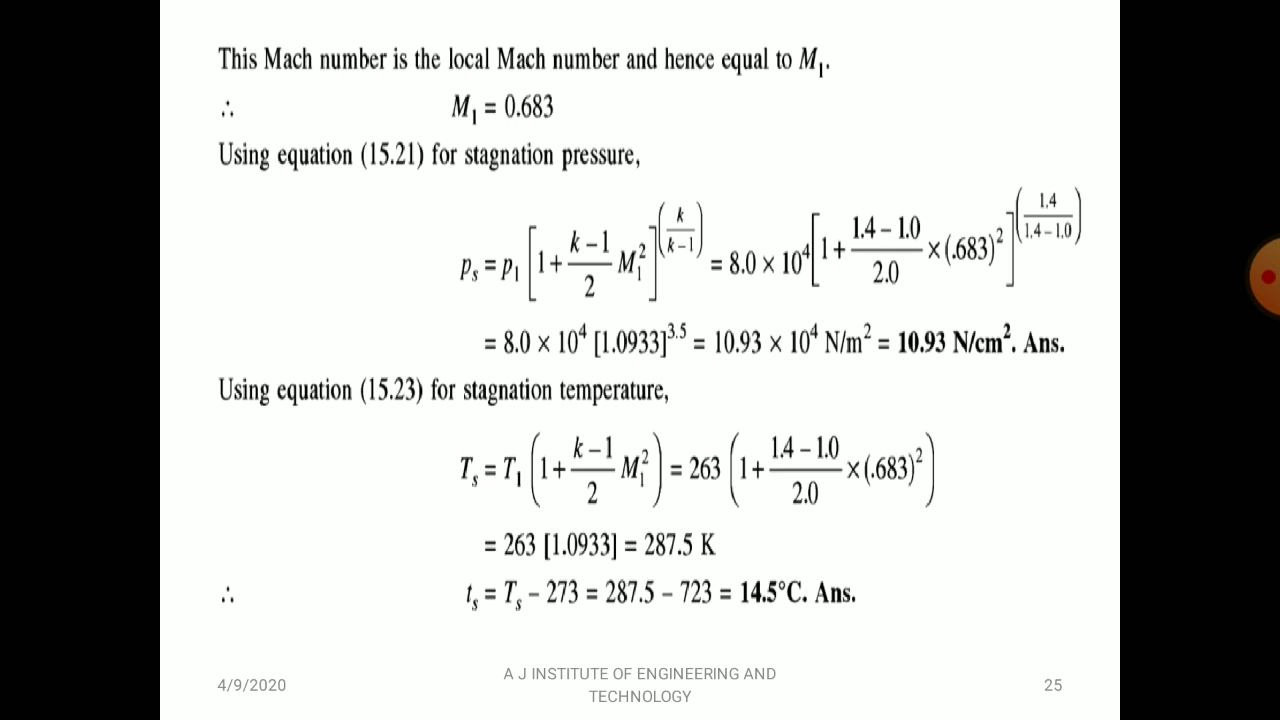 This Mach number is the local Mach number and hence equal to M₁.
∴ M₁ = 0.683
Using equation (15.21) for stagnation pressure,
pₛ = p₁ [1 + (k – 1)/2 M₁²]^(k/(k – 1)) = 8.0 × 10⁴ [1 + (1.4 – 1.0)/2.0 × (.683)²]^(1.4/(1.4 – 1.0))
= 8.0 × 10⁴ [1.0933]^3.5 = 10.93 × 10⁴ N/m² = 10.93 N/cm². Ans.
Using equation (15.23) for stagnation temperature,
Tₛ = T₁ (1 + (k – 1)/2 M₁²) = 263 (1 + (1.4 – 1.0)/2.0 × (.683)²)
= 263 [1.0933] = 287.5 K
∴ tₛ = Tₛ – 273 = 287.5 – 723 = 14.5°C. Ans.
4/9/2020
A J INSTITUTE OF ENGINEERING AND
TECHNOLOGY
25